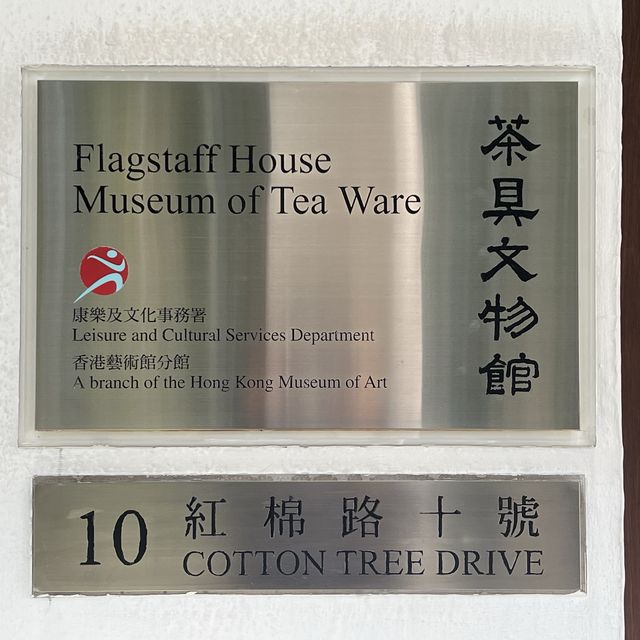 Flagstaff House
Museum of Tea Ware
茶具文物館
康樂及文化事務署
Leisure and Cultural Services Department
香港藝術館分館
A branch of the Hong Kong Museum of Art
10
紅棉路十號
COTTON TREE DRIVE